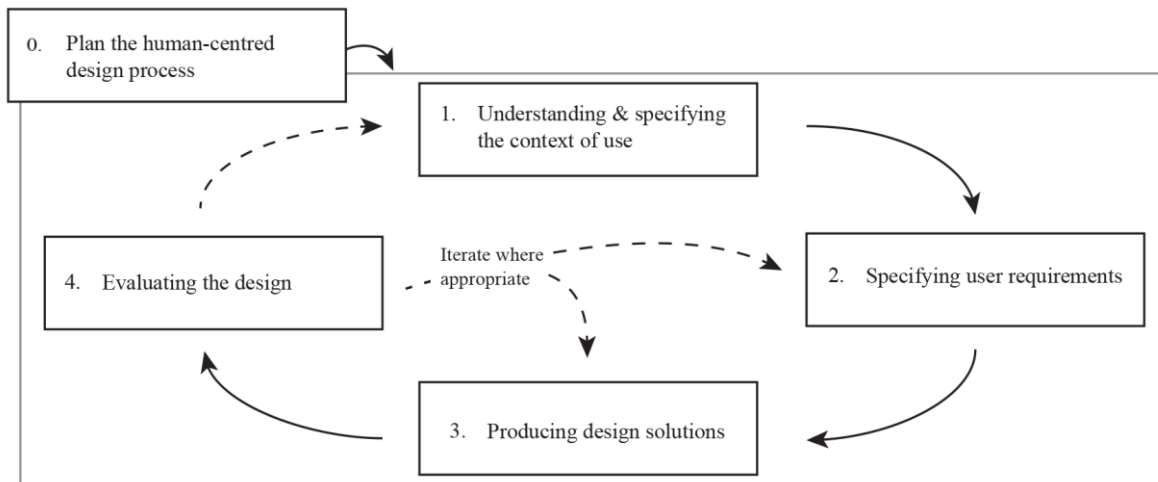 0. Plan the human-centred
design process
1. Understanding & specifying
the context of use
Iterate where
appropriate
4. Evaluating the design
2. Specifying user requirements
3. Producing design solutions